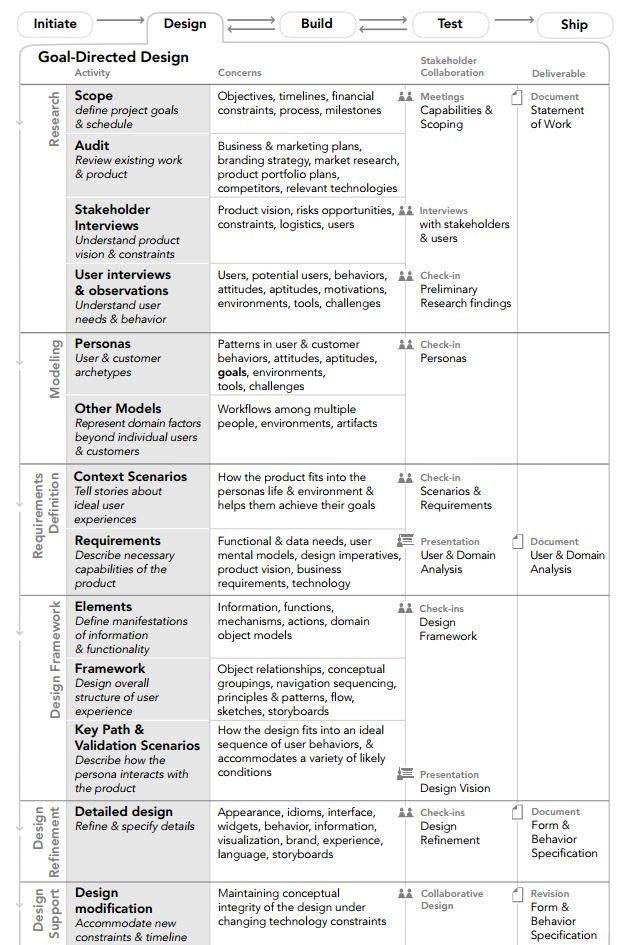 Initiate
Design
Build
Test
Ship
Goal-Directed Design
Activity
Concerns
Stakeholder
Collaboration
Deliverable
Research
Scope
define project goals
& schedule
Objectives, timelines, financial
constraints, process, milestones
Meetings
Capabilities &
Scoping
Document
Statement
of Work
Audit
Review existing work
& product
Business & marketing plans,
branding strategy, market research,
product portfolio plans,
competitors, relevant technologies
Stakeholder
Interviews
Understand product
vision & constraints
Product vision, risks opportunities,
constraints, logistics, users
Interviews
with stakeholders
& users
User interviews
& observations
Understand user
needs & behavior
Users, potential users, behaviors,
attitudes, aptitudes, motivations,
environments, tools, challenges
Check-in
Preliminary
Research findings
Modeling
Personas
User & customer
archetypes
Patterns in user & customer
behaviors, attitudes, aptitudes,
goals, environments,
tools, challenges
Check-in
Personas
Other Models
Represent domain factors
beyond individual users
& customers
Workflows among multiple
people, environments, artifacts
Requirements
Definition
Context Scenarios
Tell stories about
ideal user
experiences
How the product fits into the
personas life & environment &
helps them achieve their goals
Check-in
Scenarios &
Requirements
Requirements
Describe necessary
capabilities of the
product
Functional & data needs, user
mental models, design imperatives,
product vision, business
requirements, technology
Presentation
User & Domain
Analysis
Document
User & Domain
Analysis
Design Framework
Elements
Define manifestations
of information
& functionality
Information, functions,
mechanisms, actions, domain
object models
Check-ins
Design
Framework
Framework
Design overall
structure of user
experience
Object relationships, conceptual
groupings, navigation sequencing,
principles & patterns, flow,
sketches, storyboards
Key Path &
Validation Scenarios
Describe how the
persona interacts with
the product
How the design fits into an ideal
sequence of user behaviors, &
accommodates a variety of likely
conditions
Presentation
Design Vision
Design
Refinement
Detailed design
Refine & specify details
Appearance, idioms, interface,
widgets, behavior, information,
visualization, brand, experience,
language, storyboards
Check-ins
Design
Refinement
Document
Form &
Behavior
Specification
Design
Support
Design
modification
Accommodate new
constraints & timeline
Maintaining conceptual
integrity of the design under
changing technology constraints
Collaborative
Design
Revision
Form &
Behavior
Specification